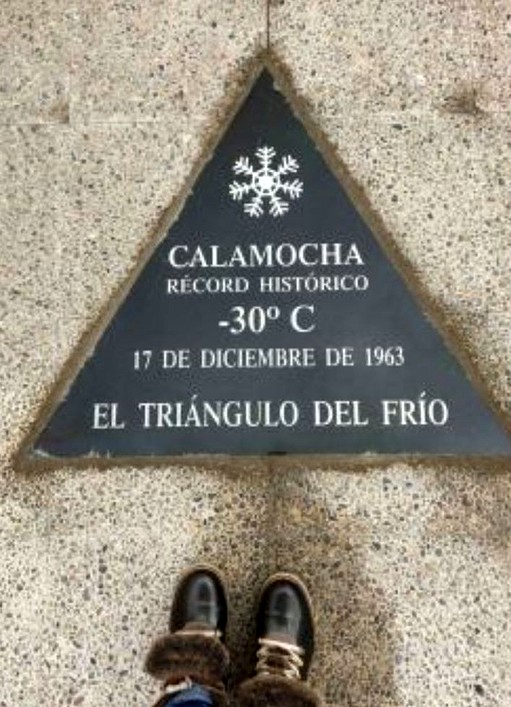 CALAMOCHA
RÉCORD HISTÓRICO
-30º C
17 DE DICIEMBRE DE 1963
EL TRIÁNGULO DEL FRÍO